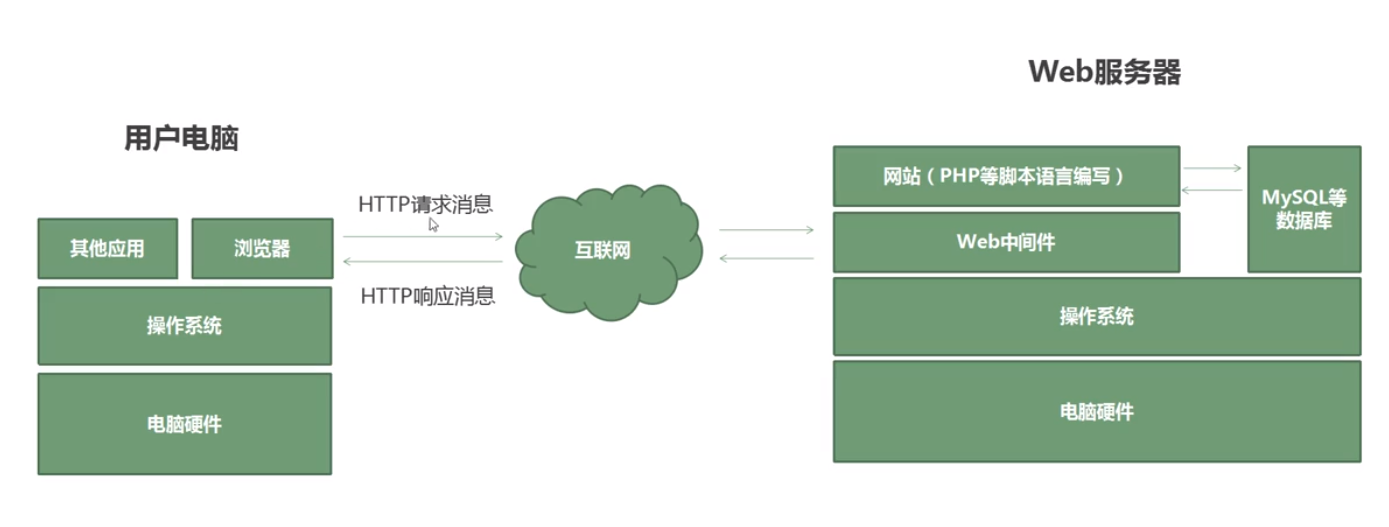 Web服务器
用户电脑
HTTP请求消息
HTTP响应消息
其他应用
浏览器
操作系统
电脑硬件
互联网
网站（PHP等脚本语言编写）
Web中间件
MySQL等
数据库
操作系统
电脑硬件